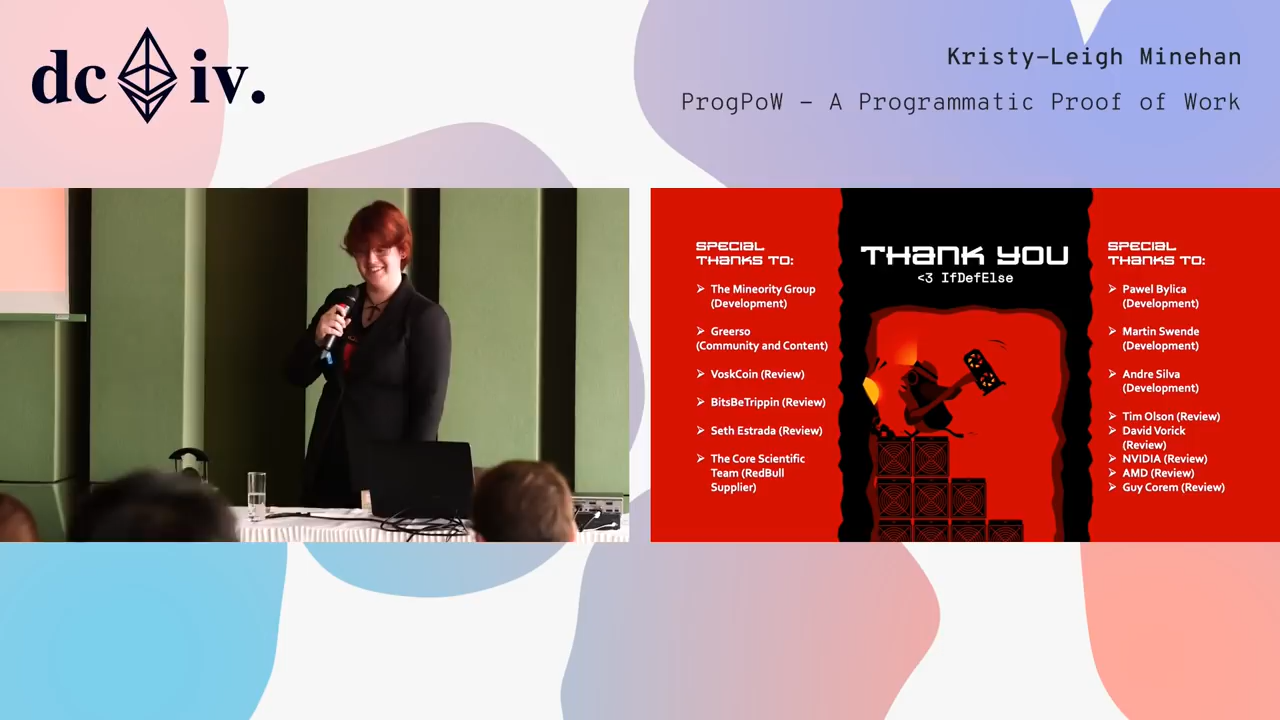 dc iv.
Kristy-Leigh Minehan
ProgPoW - A Programmatic Proof of Work
SPECIAL
THANKS TO:
➢ The Mineority Group
(Development)
➢ Greerso
(Community and Content)
➢ VoskCoin (Review)
➢ BitsBeTrippin (Review)
➢ Seth Estrada (Review)
➢ The Core Scientific
Team (RedBull
Supplier)
THANK YOU
<3 IfDefElse
SPECIAL
THANKS TO:
➢ Pawel Bylica
(Development)
➢ Martin Swende
(Development)
➢ Andre Silva
(Development)
➢ Tim Olson (Review)
➢ David Vorick
(Review)
➢ NVIDIA (Review)
➢ AMD (Review)
➢ Guy Corem (Review)